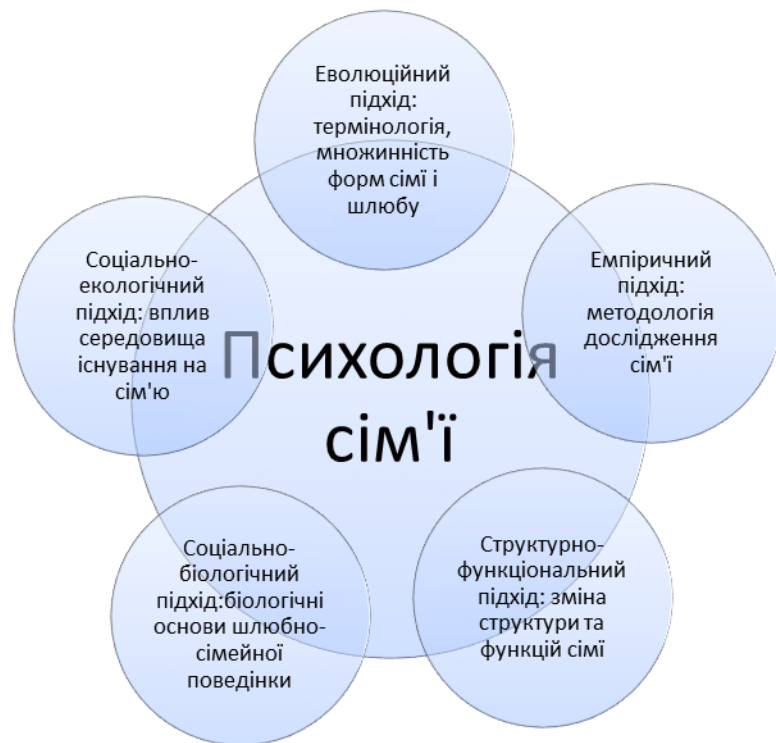 Еволюційний
підхід:
термінологія,
множинність
форм сімї і
шлюбу
Емпіричний
підхід:
методологія
дослідження
сім'ї
Структурно-
функціональний
підхід: зміна
структури та
функцій сімї
Соціально-
біологічний
підхід:біологічні
основи шлюбно-
сімейної
поведінки
Соціально-
екологічний
підхід: вплив
середовища
існування на
сім'ю
Психологія
сім'ї